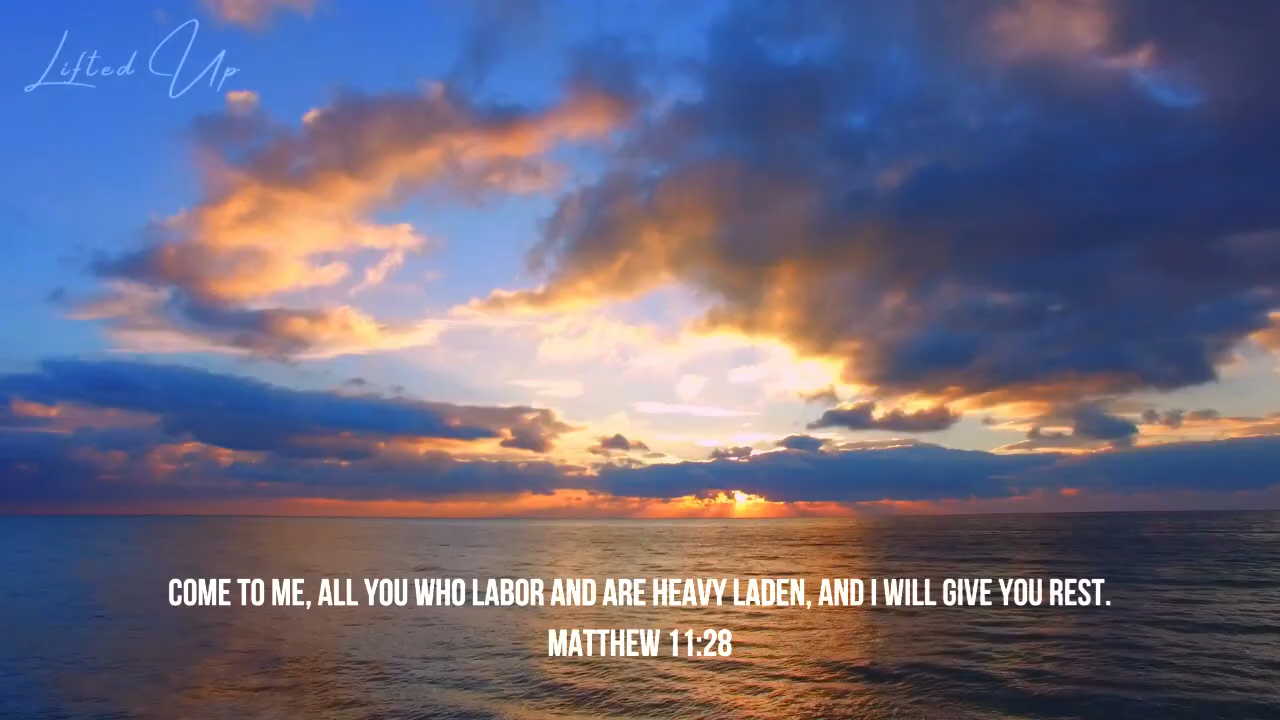 Lifted Up
COME TO ME, ALL YOU WHO LABOR AND ARE HEAVY LADEN, AND I WILL GIVE YOU REST.
MATTHEW 11:28